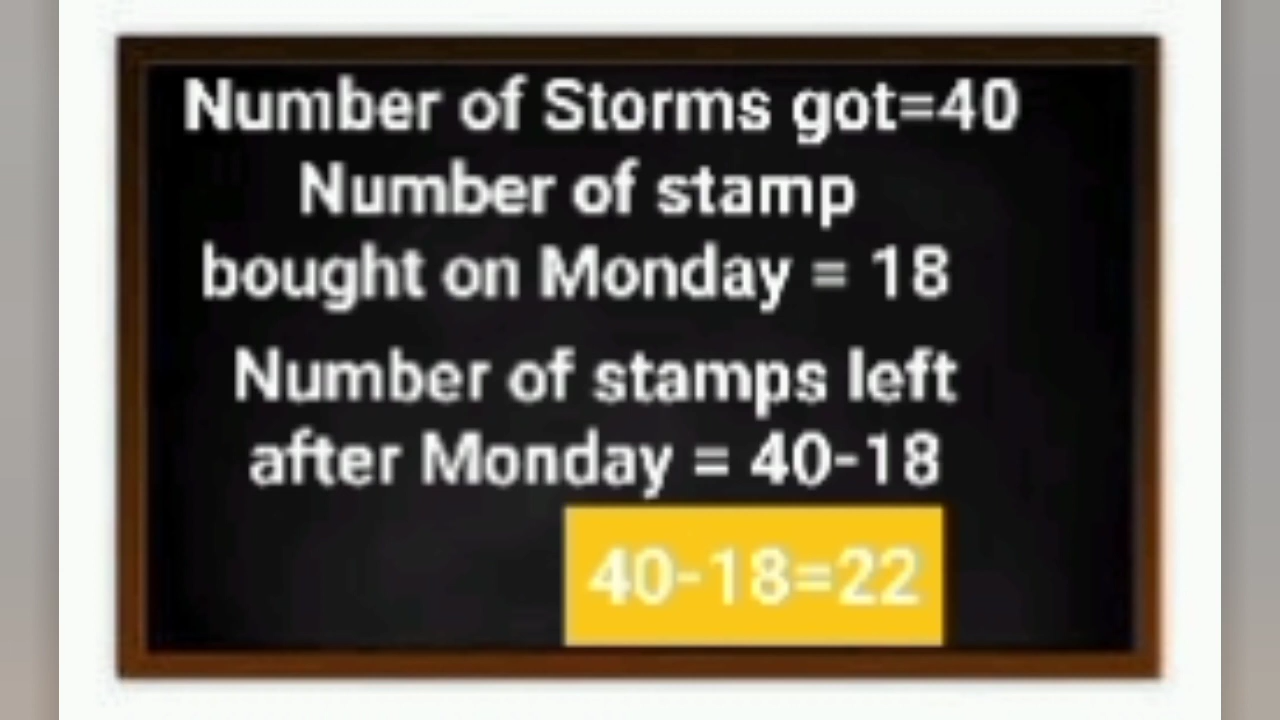 Number of Storms got=40
Number of stamp
bought on Monday = 18
Number of stamps left
after Monday = 40-18
40-18=22